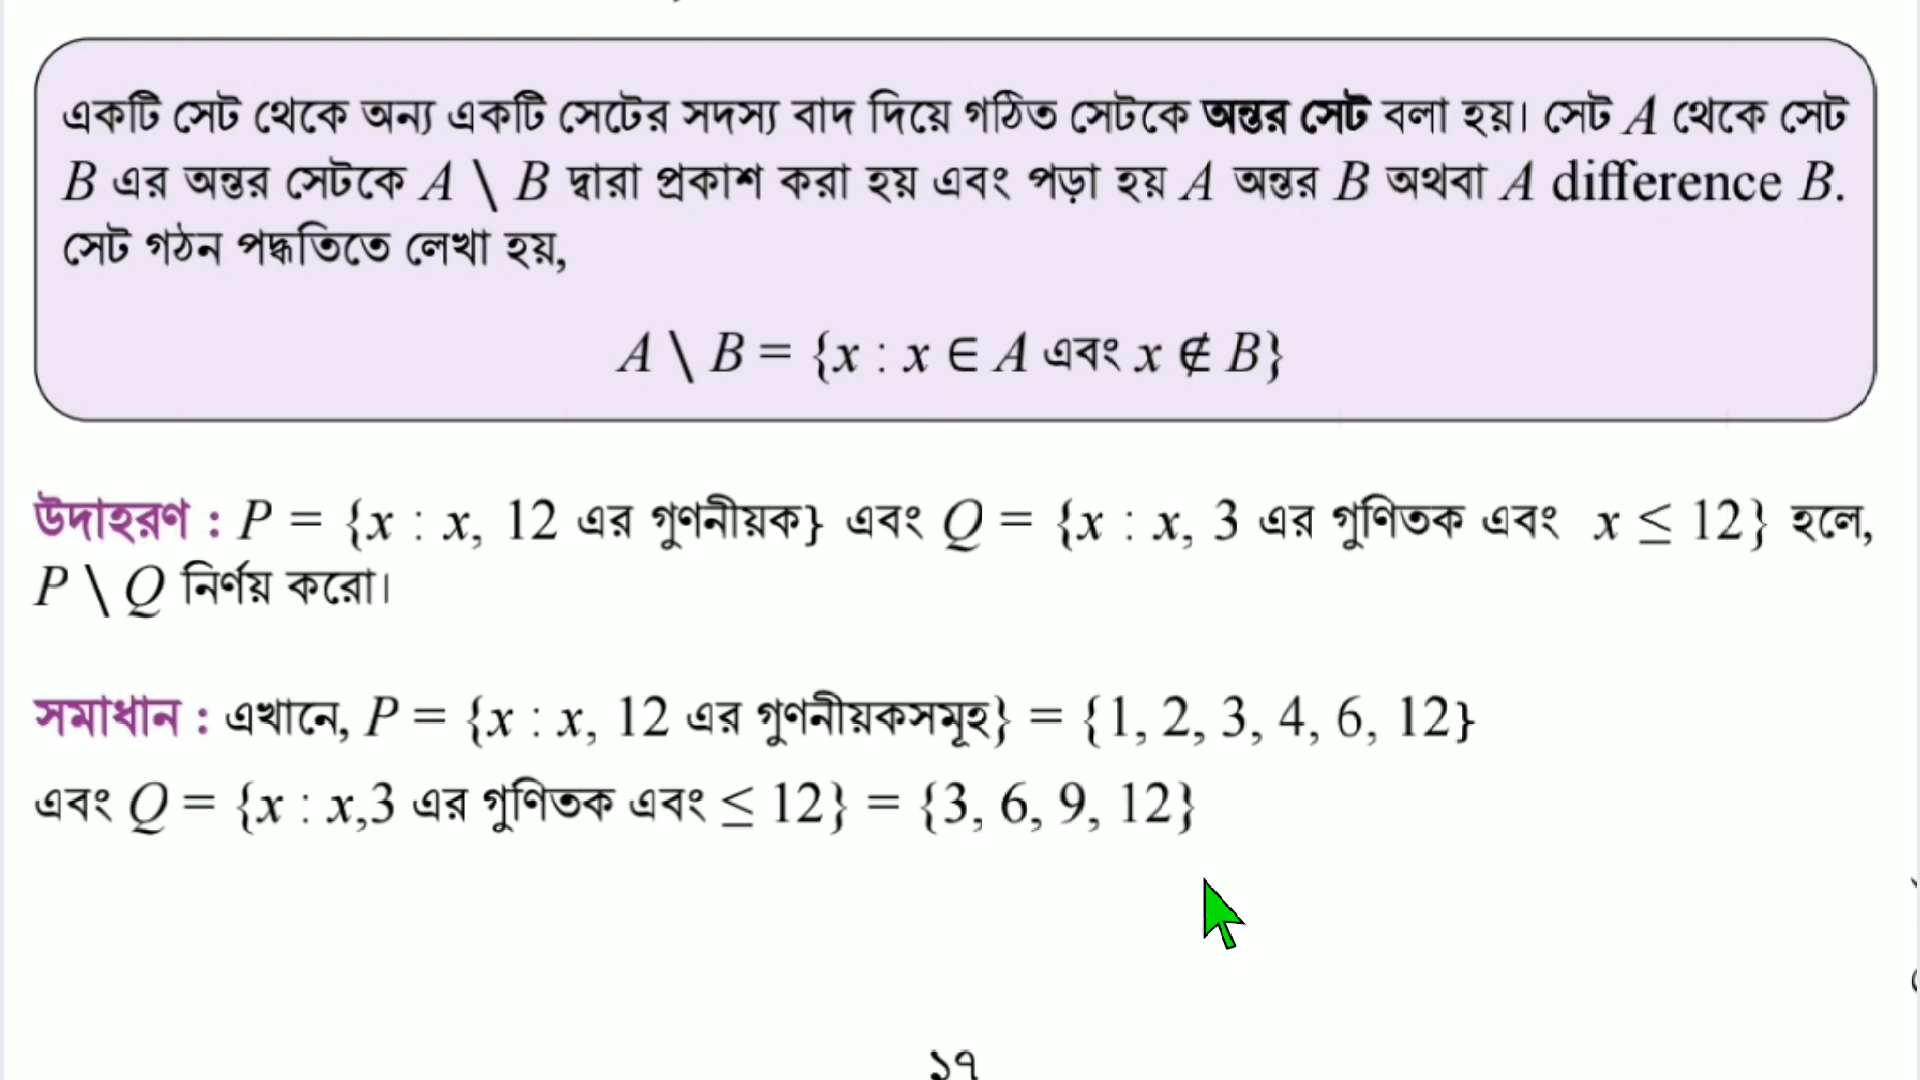 একটি সেট থেকে অন্য একটি সেটের সদস্য বাদ দিয়ে গঠিত সেটকে অন্তর সেট বলা হয়। সেট A থেকে সেট
B এর অন্তর সেটকে A \ B দ্বারা প্রকাশ করা হয় এবং পড়া হয় A অন্তর B অথবা A difference B.
সেট গঠন পদ্ধতিতে লেখা হয়,
A \ B = {x : x ∈ A এবং x ∉ B}
উদাহরণ : P = {x : x, 12 এর গুণনীয়ক} এবং Q = {x : x, 3 এর গুণিতক এবং x ≤ 12} হলে,
P \ Q নির্ণয় করো।
সমাধান : এখানে, P = {x : x, 12 এর গুণনীয়কসমূহ} = {1, 2, 3, 4, 6, 12}
এবং Q = {x : x,3 এর গুণিতক এবং ≤ 12} = {3, 6, 9, 12}
১৭